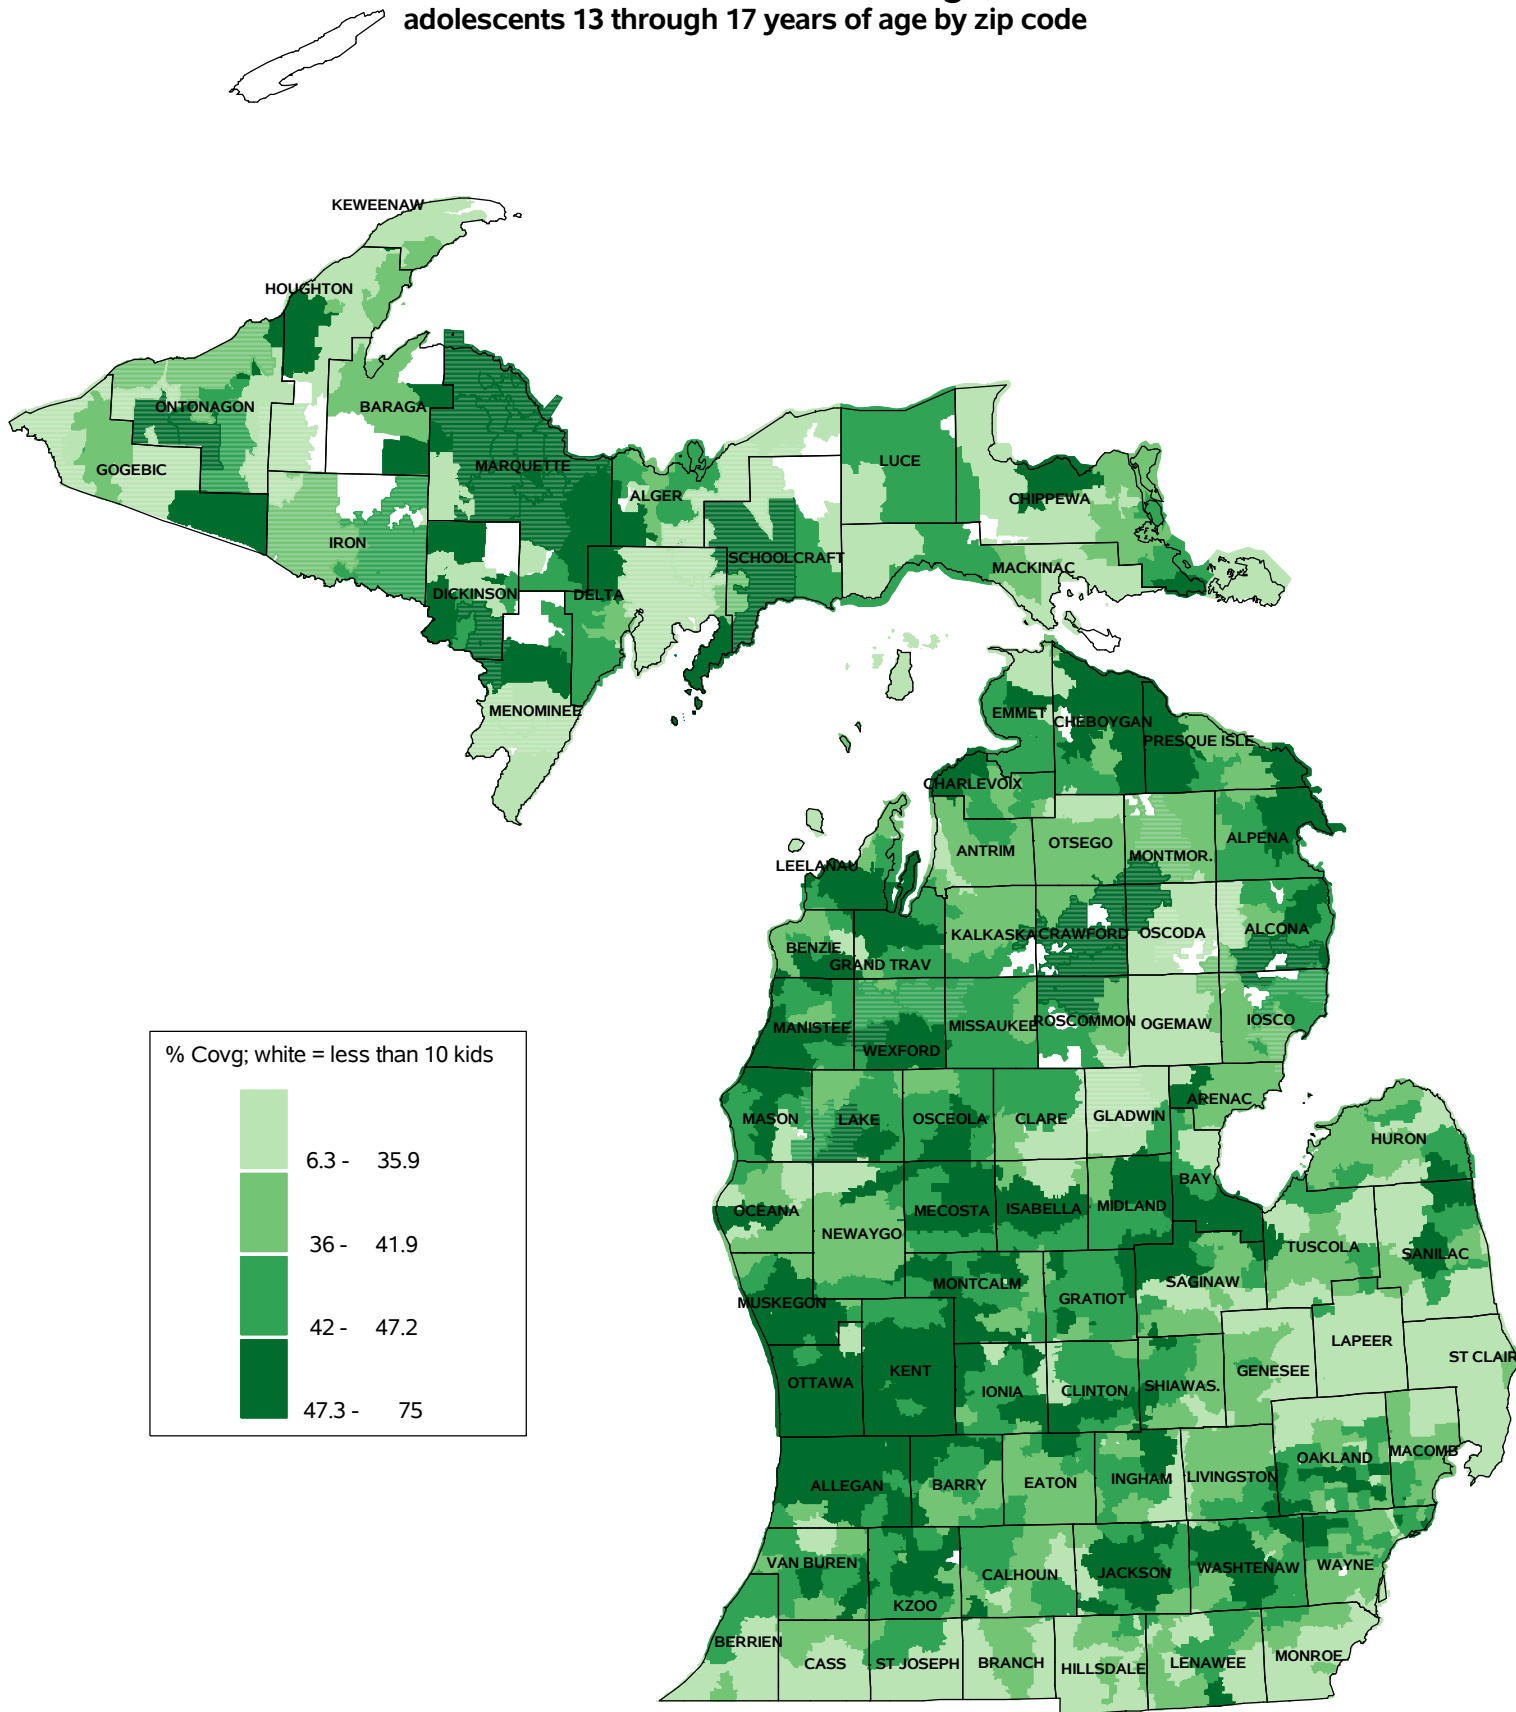 adolescents 13 through 17 years of age by zip code
KEWEENAW
HOUGHTON
ONTONAGON
BARAGA
GOGEBIC
MARQUETTE
LUCE
ALGER
CHIPPEWA
IRON
SCHOOLCRAFT
MACKINAC
DICKINSON
DELTA
MENOMINEE
EMMET
CHEBOYGAN
PRESQUE ISLE
CHARLEVOIX
ANTRIM
OTSEGO
MONTMOR.
ALPENA
LEELANAU
BENZIE
GRAND TRAV
KALKASKA
CRAWFORD
OSCODA
ALCONA
MANISTEE
WEXFORD
MISSAUKEE
ROSCOMMON
OGEMAW
IOSCO
% Covg; white = less than 10 kids
6.3 - 35.9
36 - 41.9
42 - 47.2
47.3 - 75
MASON
LAKE
OSCEOLA
CLARE
GLADWIN
ARENAC
HURON
BAY
OCEANA
NEWAYGO
MECOSTA
ISABELLA
MIDLAND
TUSCOLA
SANILAC
MUSKEGON
MONTCALM
GRATIOT
SAGINAW
LAPEER
ST CLAIR
OTTAWA
KENT
IONIA
CLINTON
SHIAWAS.
GENESEE
ALLEGAN
BARRY
EATON
INGHAM
LIVINGSTON
OAKLAND
MACOMB
VAN BUREN
KZOO
CALHOUN
JACKSON
WASHTENAW
WAYNE
BERRIEN
CASS
ST JOSEPH
BRANCH
HILLSDALE
LENAWEE
MONROE